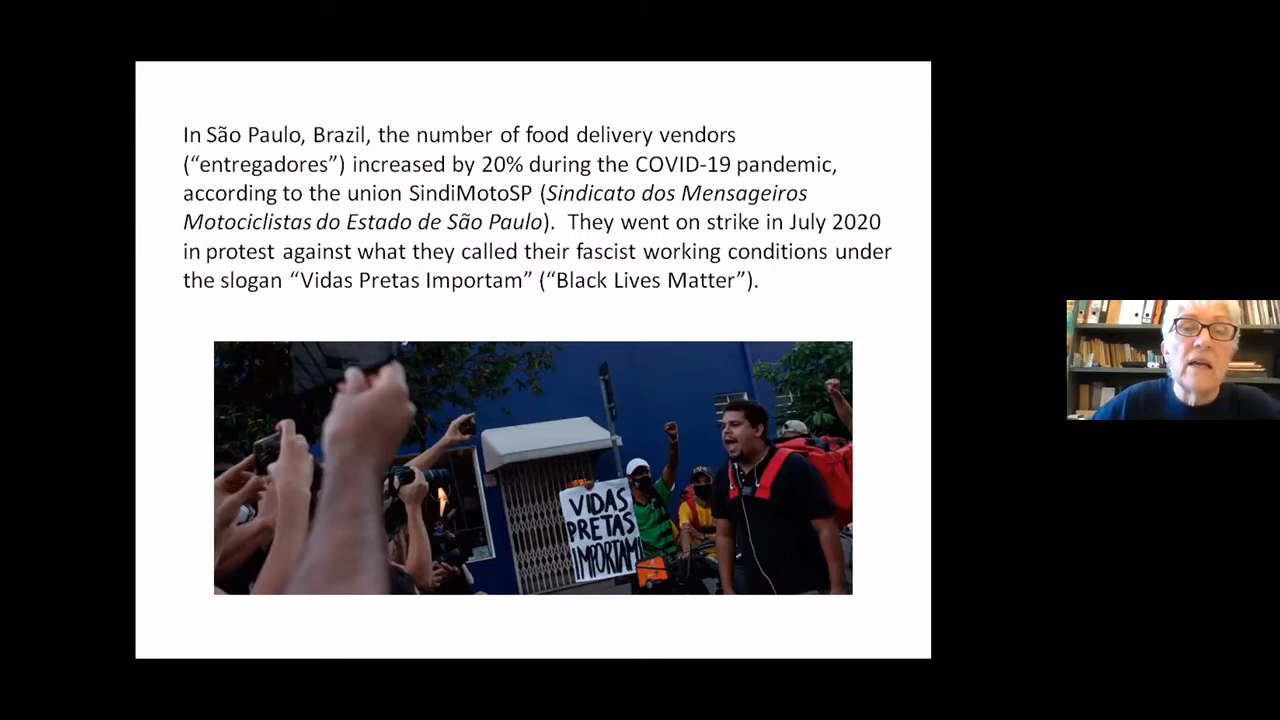 In São Paulo, Brazil, the number of food delivery vendors
(“entregadores”) increased by 20% during the COVID-19 pandemic,
according to the union SindiMotoSP (Sindicato dos Mensageiros
Motociclistas do Estado de São Paulo).  They went on strike in July 2020
in protest against what they called their fascist working conditions under
the slogan “Vidas Pretas Importam” (“Black Lives Matter”).
VIDAS
PRETAS
IMPORTAM